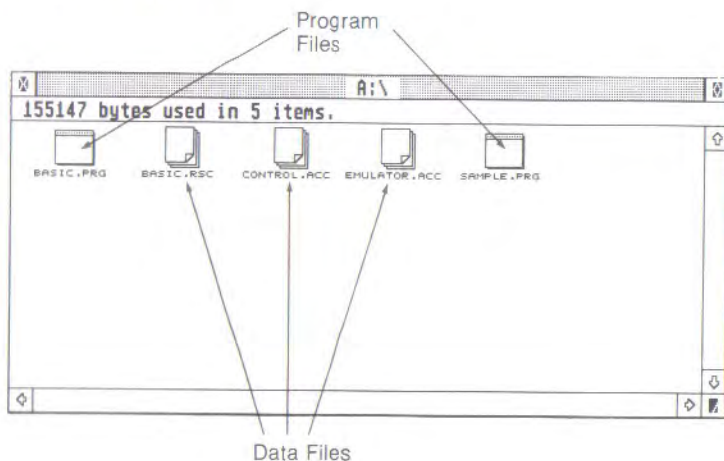 Program
Files
A:\
155147 bytes used in 5 items.
BASIC.PRG BASIC.RSC CONTROL.ACC EMULATOR.ACC SAMPLE.PRG
Data Files